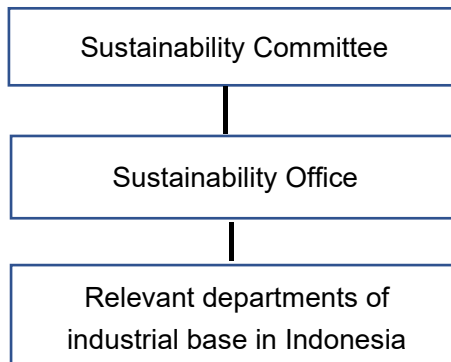 Sustainability Committee
Sustainability Office
Relevant departments of
industrial base in Indonesia